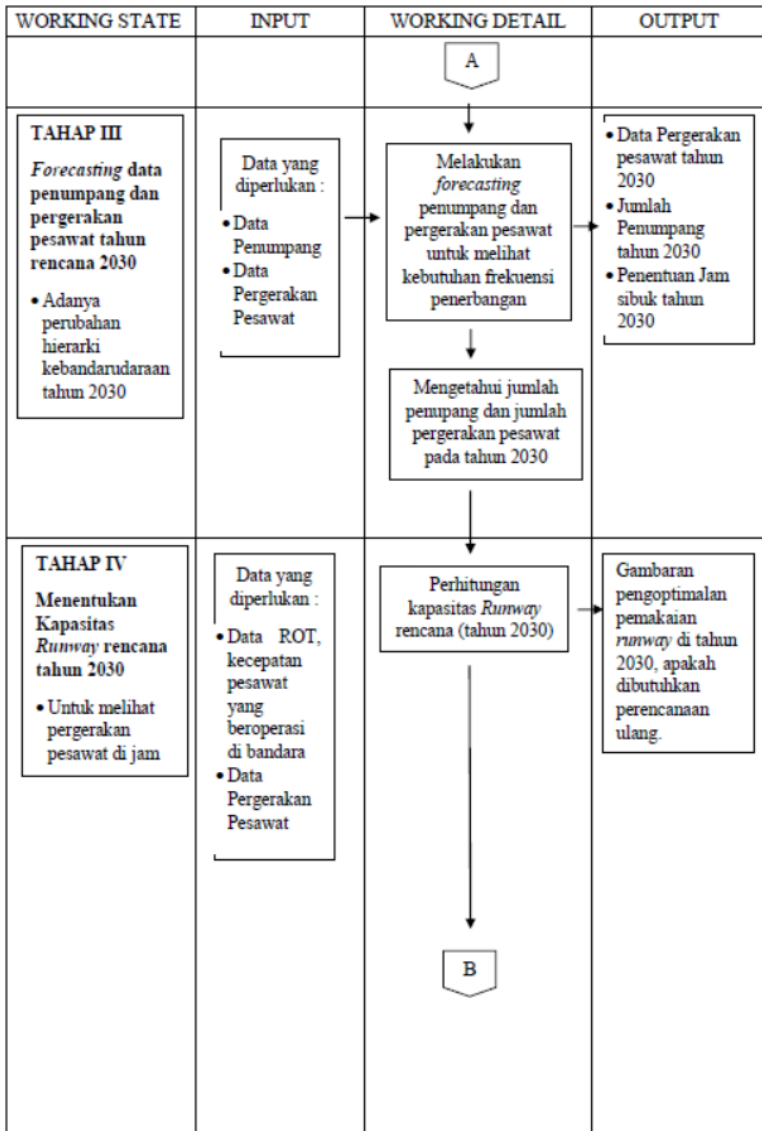 WORKING STATE
INPUT
WORKING DETAIL
OUTPUT
A
TAHAP III
Forecasting data
penumpang dan
pergerakan
pesawat tahun
rencana 2030
• Adanya
perubahan
hierarki
kebandarudaraan
tahun 2030
Data yang
diperlukan :
• Data
Penumpang
• Data
Pergerakan
Pesawat
Melakukan
forecasting
penumpang dan
pergerakan pesawat
untuk melihat
kebutuhan frekuensi
penerbangan
• Data Pergerakan
pesawat tahun
2030
• Jumlah
Penumpang
tahun 2030
• Penentuan Jam
sibuk tahun
2030
Mengetahui jumlah
penupang dan jumlah
pergerakan pesawat
pada tahun 2030
TAHAP IV
Menentukan
Kapasitas
Runway rencana
tahun 2030
• Untuk melihat
pergerakan
pesawat di jam
Data yang
diperlukan :
• Data ROT,
kecepatan
pesawat
yang
beroperasi
di bandara
• Data
Pergerakan
Pesawat
Perhitungan
kapasitas Runway
rencana (tahun 2030)
Gambaran
pengoptimalan
pemakaian
runway di tahun
2030, apakah
dibutuhkan
perencanaan
ulang.
B